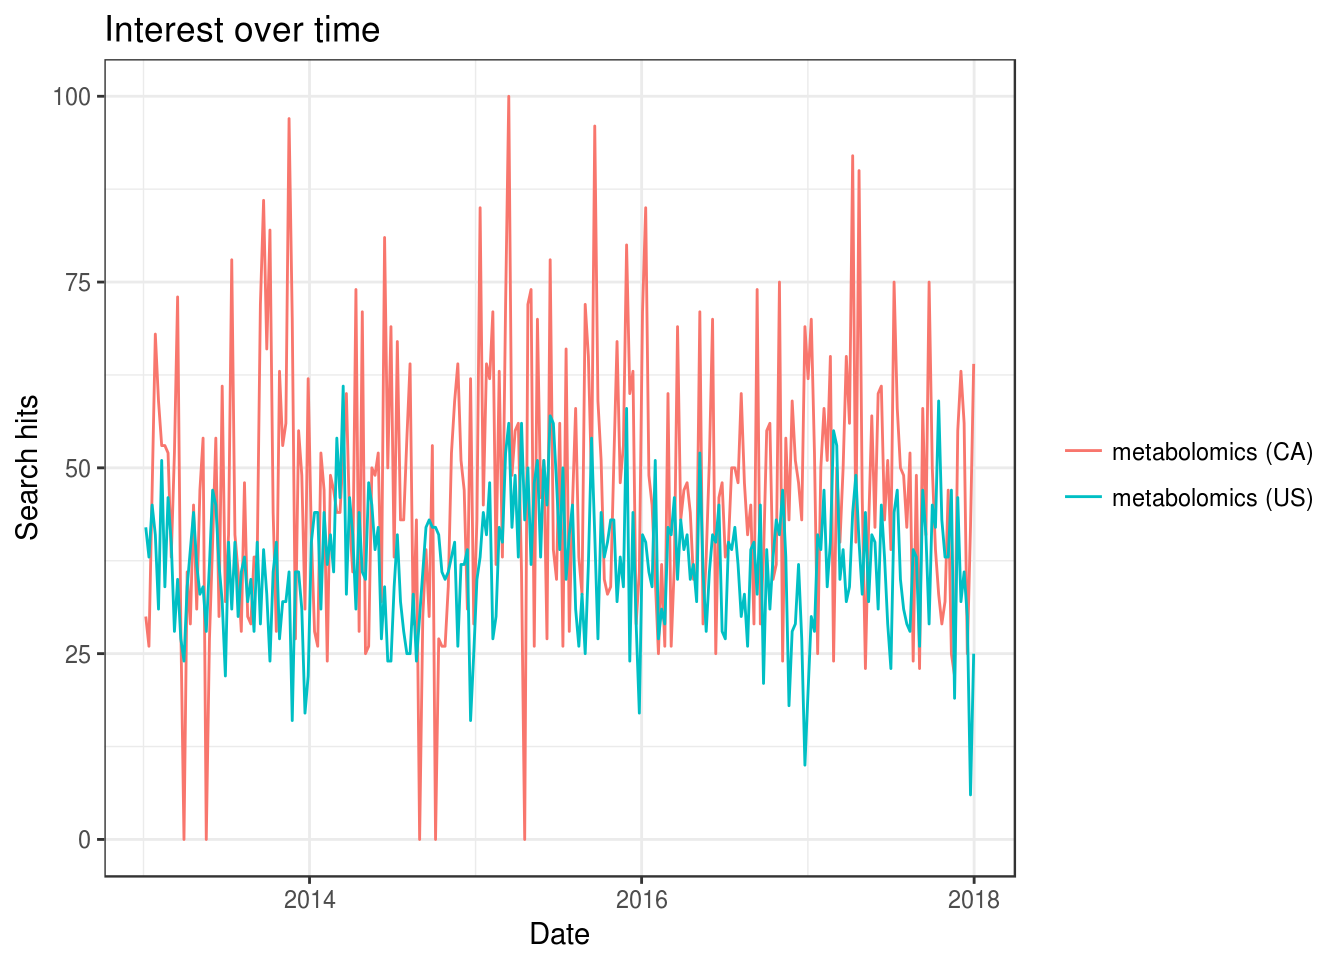 Interest over time
100
75
50
25
0
Search hits
2014 2016 2018
Date
metabolomics (CA)
metabolomics (US)